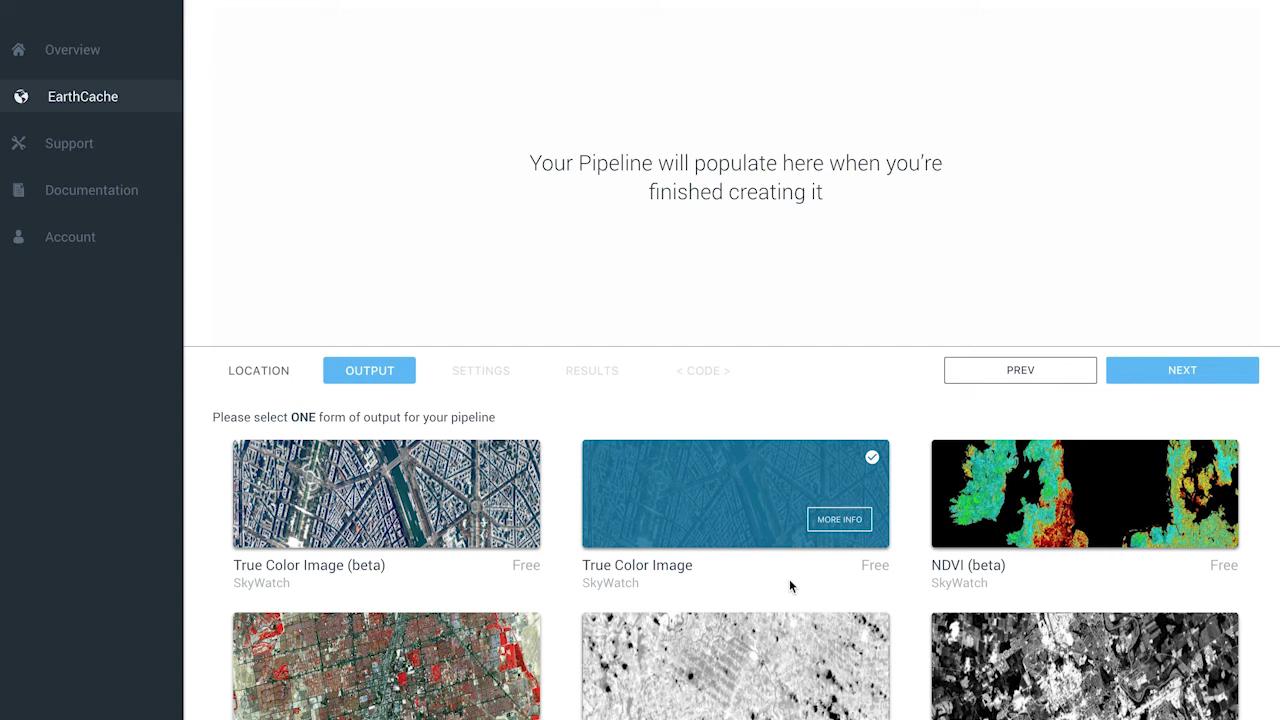 Overview
EarthCache
Support
Documentation
Account
Your Pipeline will populate here when you're
finished creating it
LOCATION OUTPUT SETTINGS RESULTS < CODE > PREV NEXT
Please select ONE form of output for your pipeline
MORE INFO
True Color Image (beta) Free
SkyWatch
True Color Image Free
SkyWatch
NDVI (beta) Free
SkyWatch